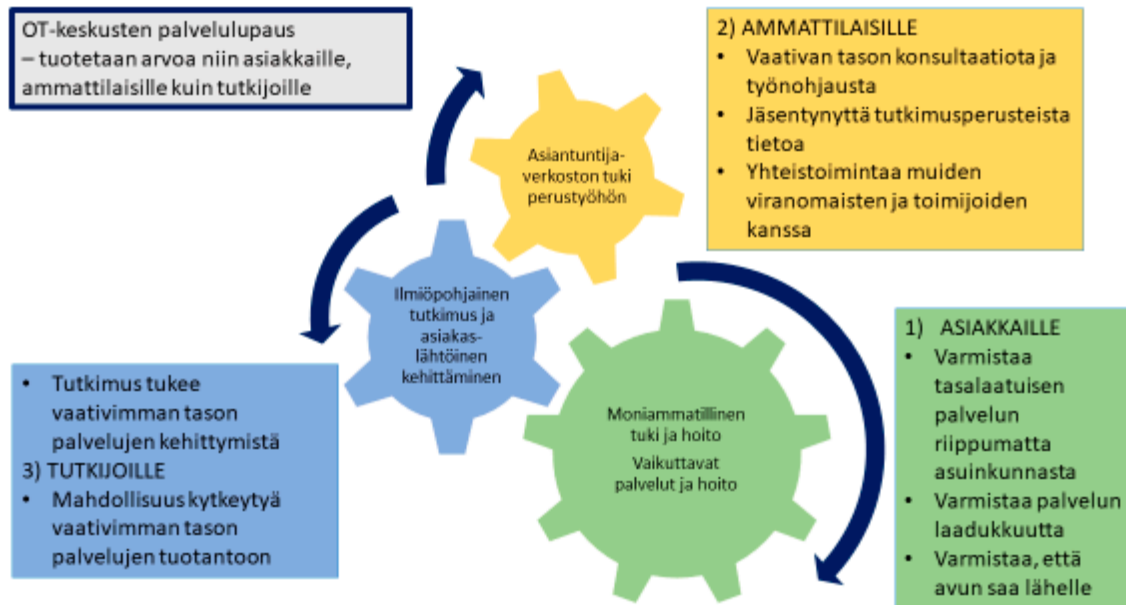 OT-keskusten palvelulupaus
– tuotetaan arvoa niin asiakkaille,
ammattilaisille kuin tutkijoille
2) AMMATTILAISILLE
• Vaativan tason konsultaatiota ja
työnohjausta
• Jäsentynyttä tutkimusperusteista
tietoa
• Yhteistoimintaa muiden
viranomaisten ja toimijoiden
kanssa
Asiantuntija-
verkoston tuki
perustyöhön
Ilmiöpohjainen
tutkimus ja
asiakas-
lähtöinen
kehittäminen
• Tutkimus tukee
vaativimman tason
palvelujen kehittymistä
3) TUTKIJOILLE
• Mahdollisuus kytkeytyä
vaativimman tason
palvelujen tuotantoon
Moniammatillinen
tuki ja hoito
Vaikuttavat
palvelut ja hoito
1) ASIAKKAILLE
• Varmistaa
tasalaatuisen
palvelun
riippumatta
asuinkunnasta
• Varmistaa palvelun
laadukkuutta
• Varmistaa, että
avun saa lähelle